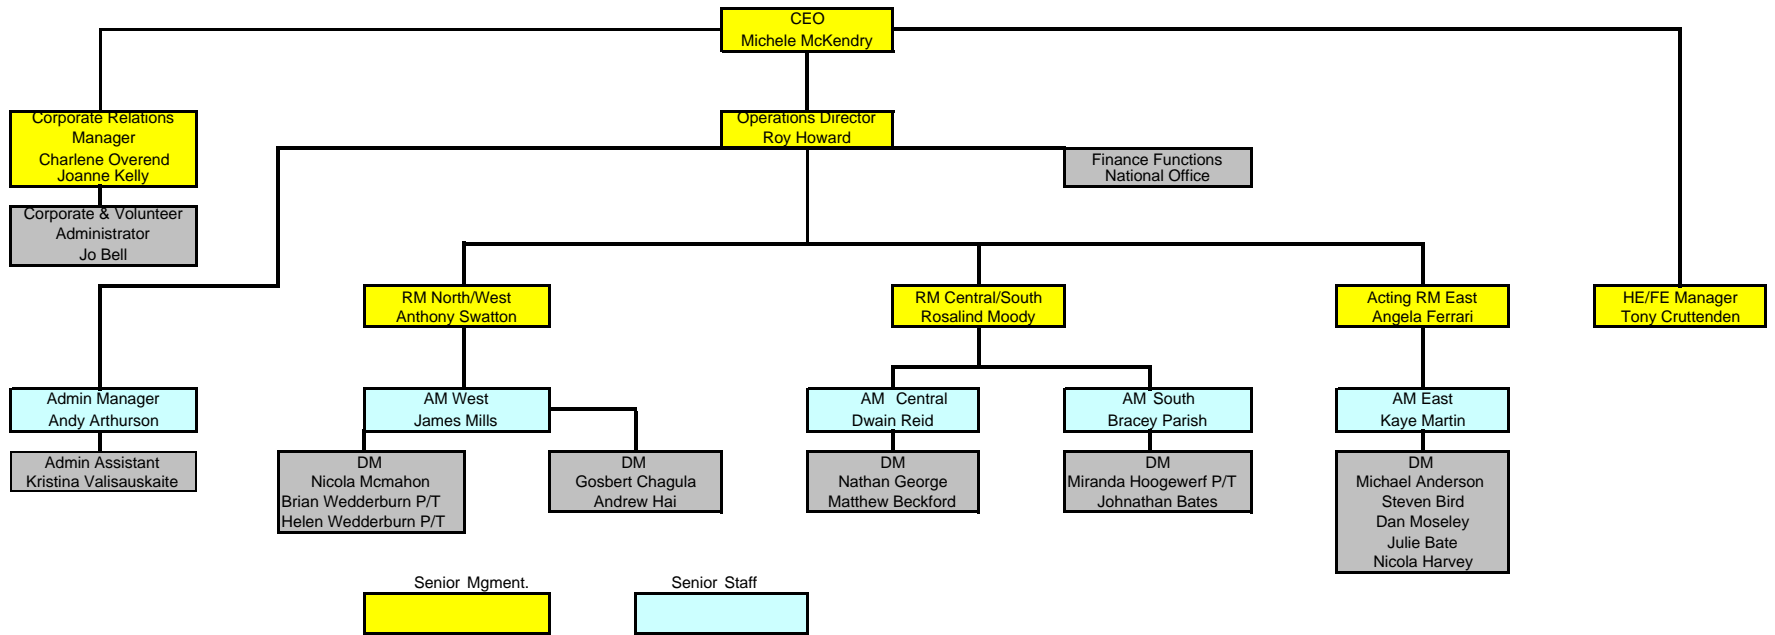 CEO
Michele McKendry
Corporate Relations
Manager
Charlene Overend
Joanne Kelly
Operations Director
Roy Howard
Finance Functions
National Office
Corporate & Volunteer
Administrator
Jo Bell
RM North/West
Anthony Swatton
RM Central/South
Rosalind Moody
Acting RM East
Angela Ferrari
HE/FE Manager
Tony Cruttenden
Admin Manager
Andy Arthurson
AM West
James Mills
AM Central
Dwain Reid
AM South
Bracey Parish
AM East
Kaye Martin
Admin Assistant
Kristina Valisauskaite
DM
Nicola Mcmahon
Brian Wedderburn P/T
Helen Wedderburn P/T
DM
Gosbert Chagula
Andrew Hai
DM
Nathan George
Matthew Beckford
DM
Miranda Hoogewerf P/T
Johnathan Bates
DM
Michael Anderson
Steven Bird
Dan Moseley
Julie Bate
Nicola Harvey
Senior Mgment.
Senior Staff